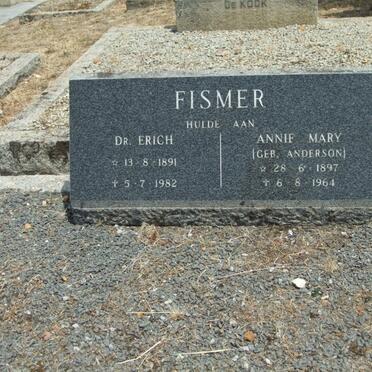 DE KOCK
FISMER
HULDE AAN
DR. ERICH
☆ 13·8·1891
✝ 5·7·1982
ANNIE MARY
(GEB. ANDERSON)
☆ 28·6·1897
✝ 6·8·1964